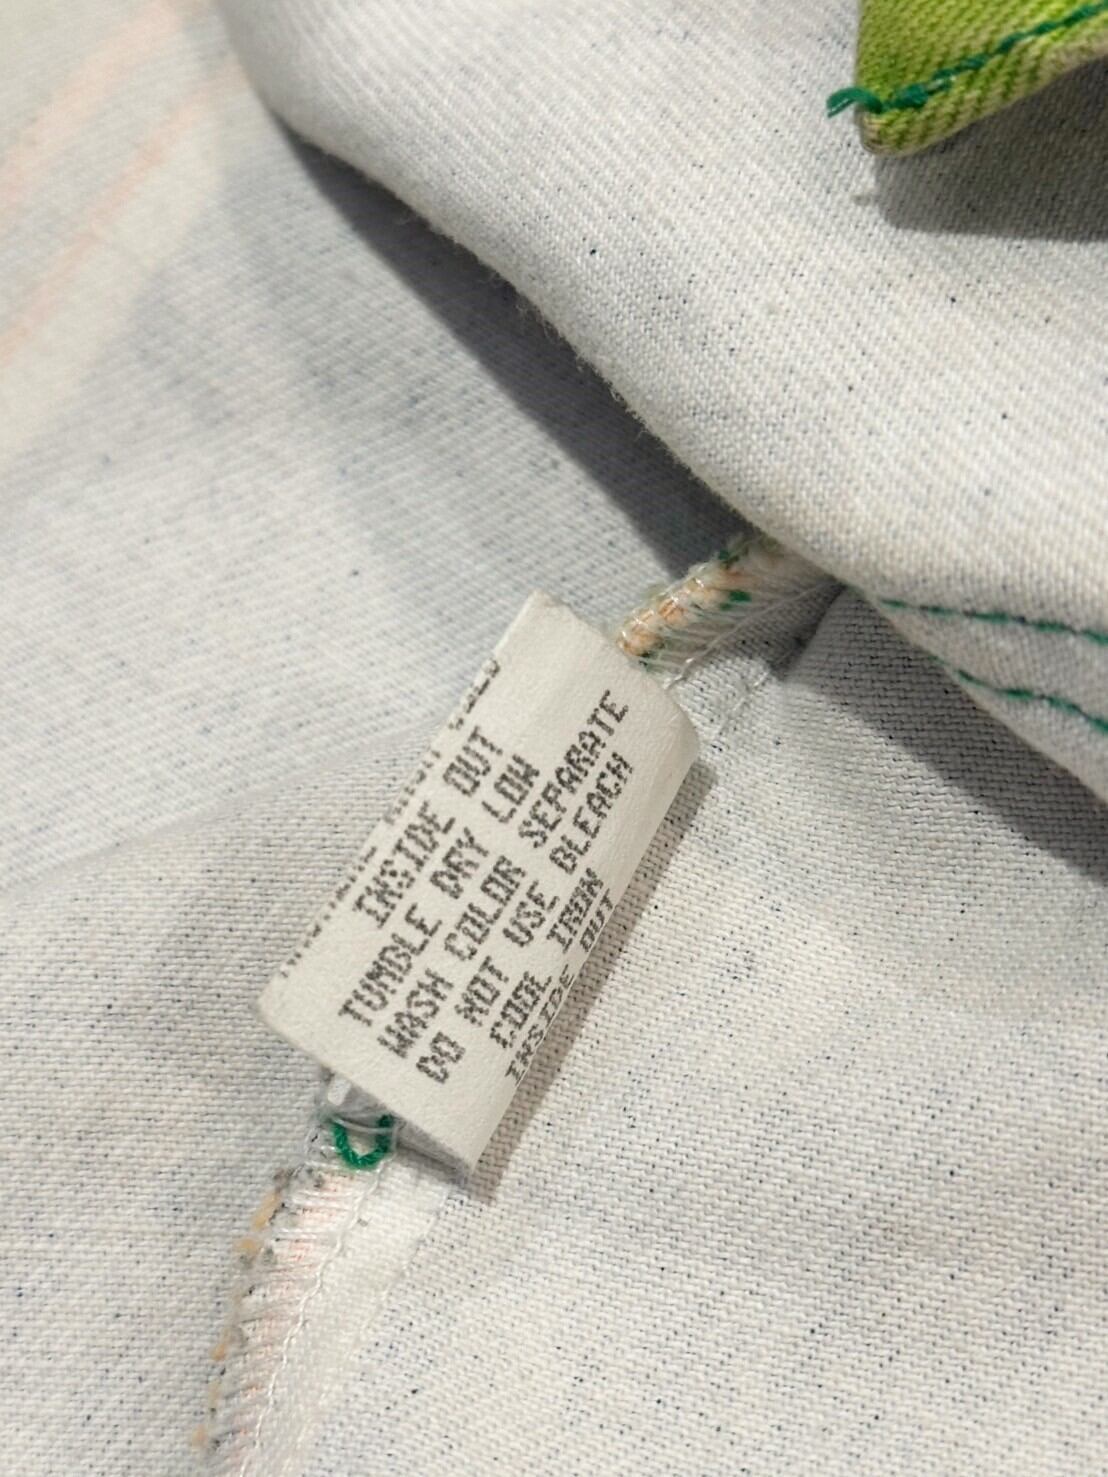 INSIDE OUT
TUMBLE DRY LOW
WASH COLOR SEPARATE
DO NOT USE BLEACH
COOL IRON
INSIDE OUT